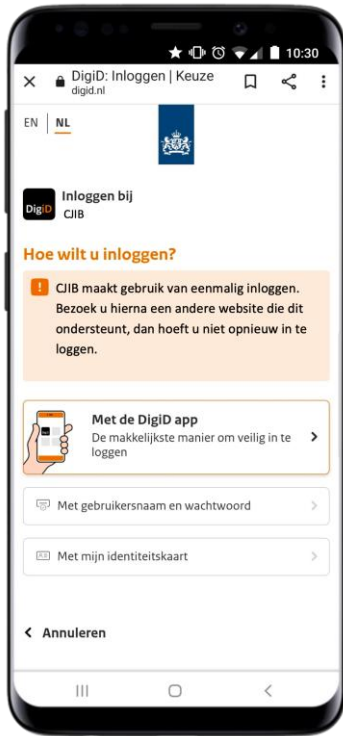 10:30
DigiD: Inloggen | Keuze
digid.nl
EN | NL
DigiD
Inloggen bij
CJIB
Hoe wilt u inloggen?
! CJIB maakt gebruik van eenmalig inloggen.
Bezoek u hierna een andere website die dit
ondersteunt, dan hoeft u niet opnieuw in te
loggen.
Met de DigiD app
De makkelijkste manier om veilig in te
loggen
Met gebruikersnaam en wachtwoord
Met mijn identiteitskaart
Annuleren